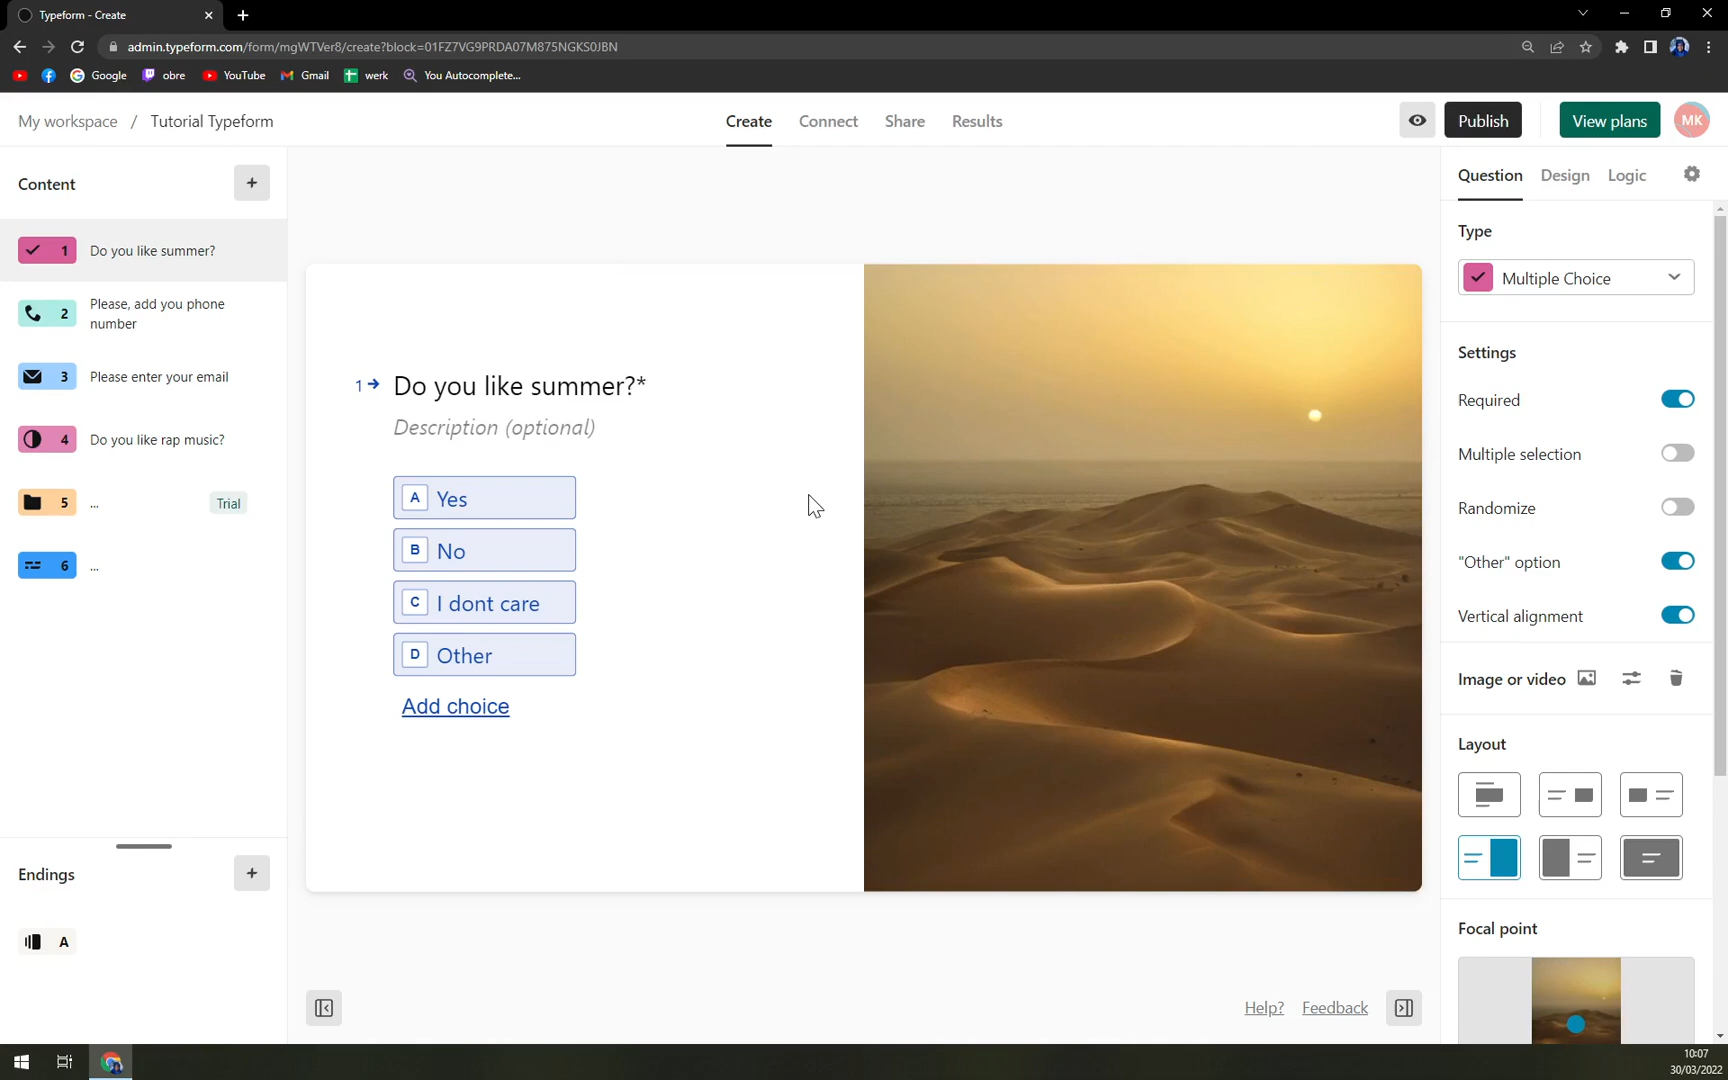 Typeform - Create
admin.typeform.com/form/mgWTVer8/create?block=01FZ7VG9PRDA07M875NGKS0JBN
Google obre YouTube Gmail werk You Autocomplete...
My workspace / Tutorial Typeform
Create Connect Share Results
Publish View plans MK
Content
Question Design Logic
1 Do you like summer?
2 Please, add you phone
number
3 Please enter your email
4 Do you like rap music?
5 ... Trial
6 ...
Endings
A
1 Do you like summer?*
Description (optional)
A Yes
B No
C I dont care
D Other
Add choice
Help? Feedback
Type
Multiple Choice
Settings
Required
Multiple selection
Randomize
"Other" option
Vertical alignment
Image or video
Layout
Focal point
10:07
30/03/2022